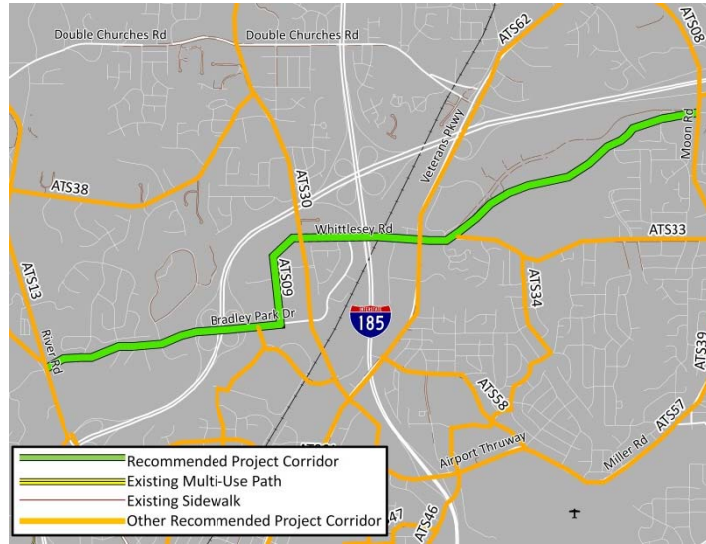 Double Churches Rd
Double Churches Rd
ATS62
ATS08
Veterans Pkwy
Moon Rd
ATS38
ATS30
Whittlesey Rd
ATS33
ATS13
ATS09
ATS34
Bradley Park Dr
INTERSTATE
185
River Rd
ATS39
ATS58
ATS57
Airport Thruway
Miller Rd
ATS46
Recommended Project Corridor
Existing Multi-Use Path
Existing Sidewalk
Other Recommended Project Corridor